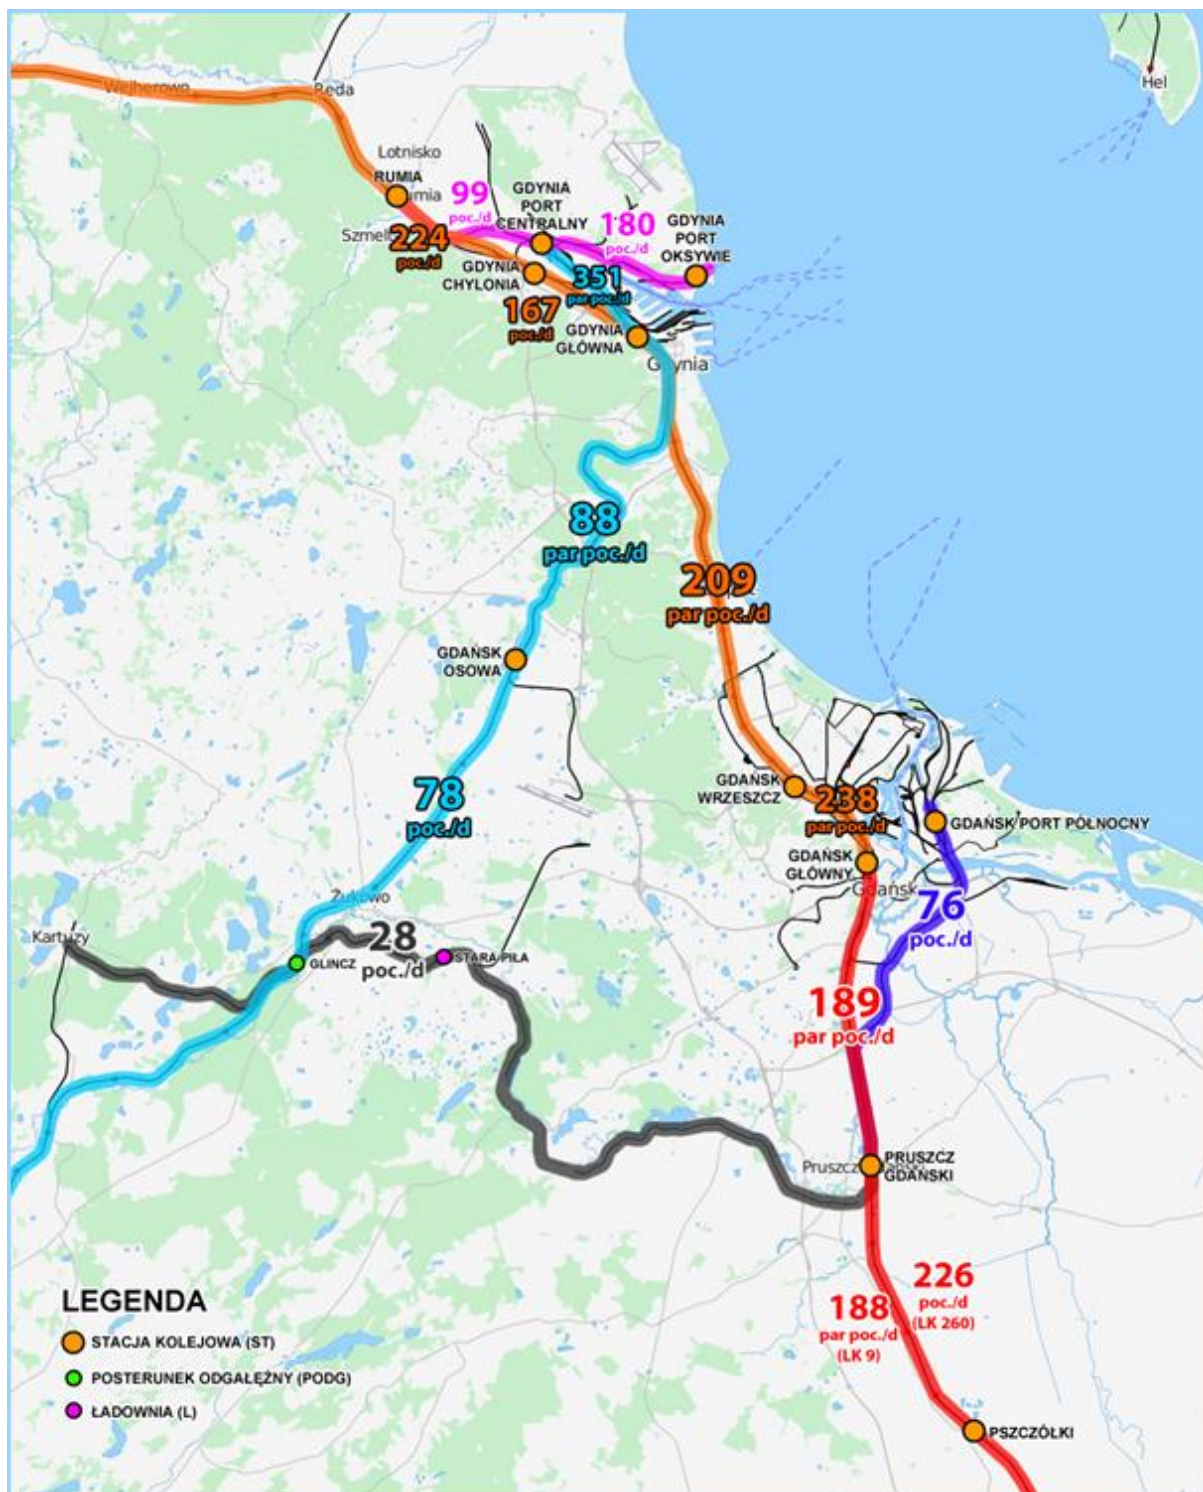 Hel
Wejherowo
Reda
Lotnisko
RUMIA
99
poc./d
GDYNIA
PORT
CENTRALNY
180
poc./d
GDYNIA
PORT
OKSYWIE
224
poc./d
GDYNIA
CHYLONIA
351
par poc./d
167
poc./d
GDYNIA
GŁÓWNA
Gdynia
88
par poc./d
209
par poc./d
GDAŃSK
OSOWA
78
poc./d
GDAŃSK
WRZESZCZ
238
par poc./d
GDAŃSK PORT PÓŁNOCNY
GDAŃSK
GŁÓWNY
Gdańsk
Żukowo
76
poc./d
Kartuzy
28
poc./d
GLINCZ
STARA PIŁA
189
par poc./d
PRUSZCZ
GDAŃSKI
Pruszcz
226
poc./d
(LK 260)
188
par poc./d
(LK 9)
PSZCZÓŁKI
LEGENDA
STACJA KOLEJOWA (ST)
POSTERUNEK ODGAŁĘŹNY (PODG)
ŁADOWNIA (L)